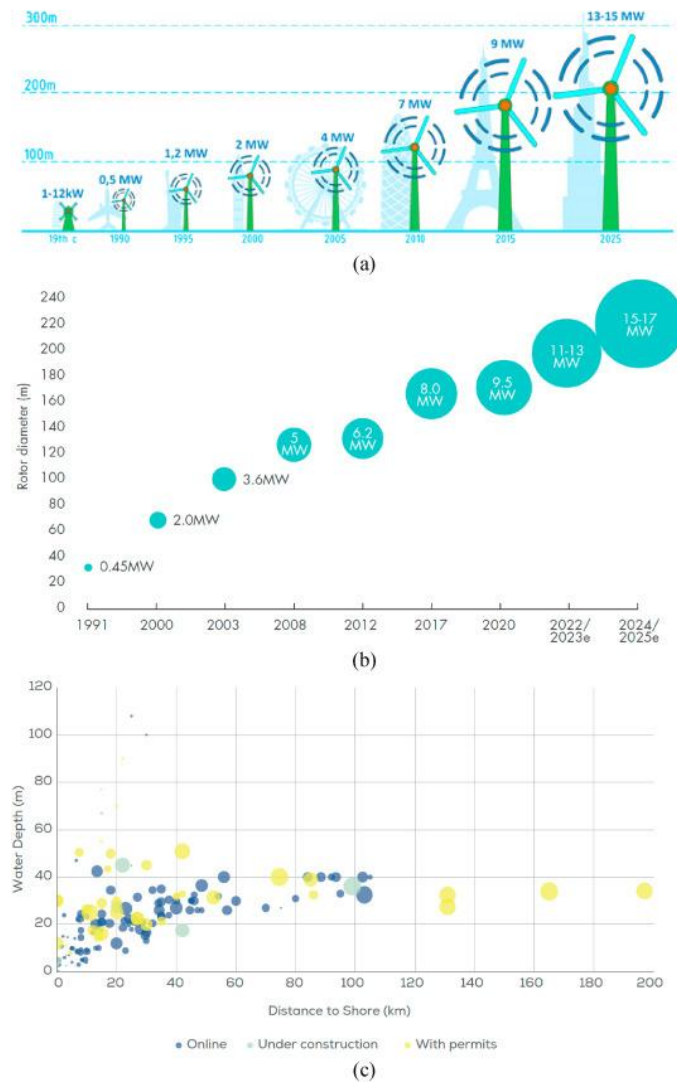 300m
200m
100m
1-12kW
0,5 MW
1,2 MW
2 MW
4 MW
7 MW
9 MW
13-15 MW
19th c
1990
1995
2000
2005
2010
2015
2025
(a)
Rotor diameter (m)
240
220
200
180
160
140
120
100
80
60
40
20
0
0.45MW
2.0MW
3.6MW
5
MW
6.2
MW
8.0
MW
9.5
MW
11-13
MW
15-17
MW
1991
2000
2003
2008
2012
2017
2020
2022/
2023e
2024/
2025e
(b)
Water Depth (m)
120
100
80
60
40
20
0
0
20
40
60
80
100
120
140
160
180
200
Distance to Shore (km)
Online
Under construction
With permits
(c)